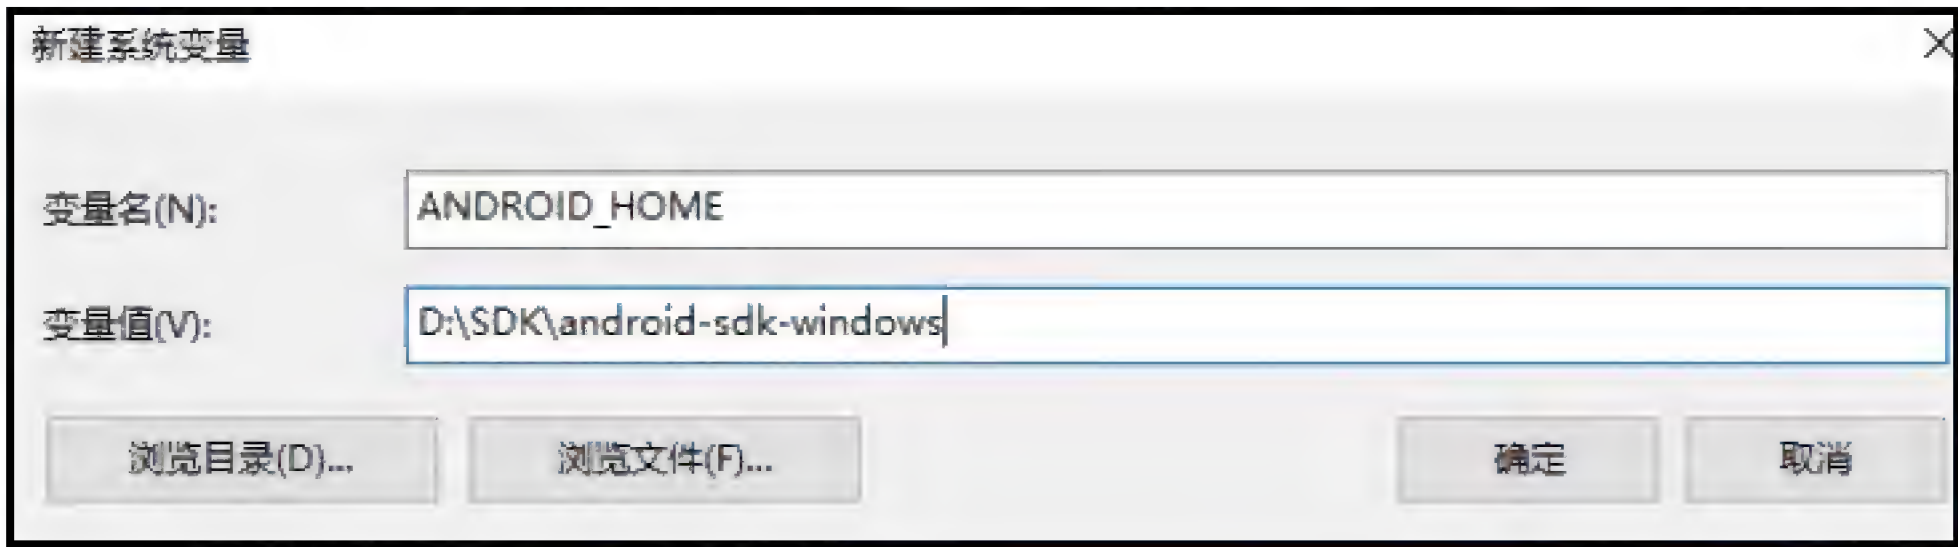 新建系统变量
变量名(N):
ANDROID_HOME
变量值(V):
D:\SDK\android-sdk-windows
浏览目录(D)...
浏览文件(F)...
确定
取消